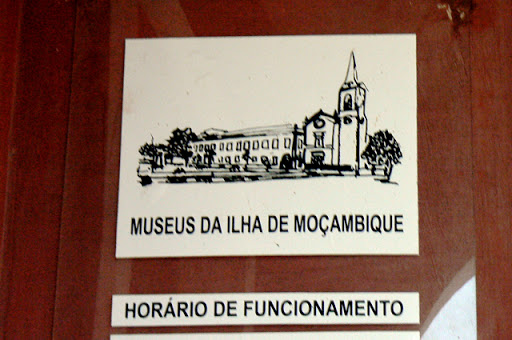 MUSEUS DA ILHA DE MOÇAMBIQUE
HORÁRIO DE FUNCIONAMENTO